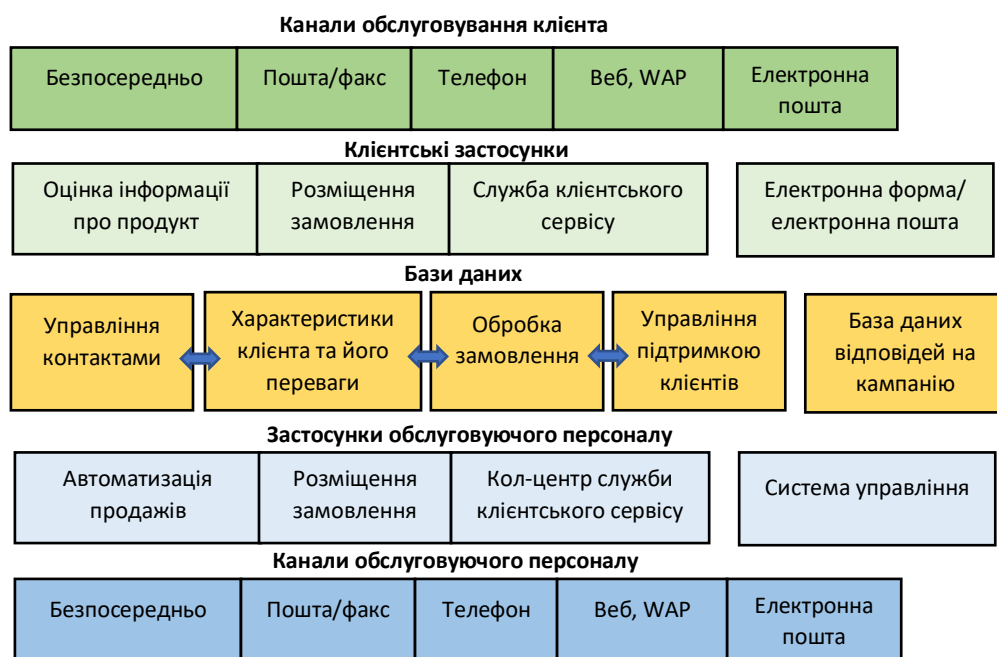 Канали обслуговування клієнта
Безпосередньо
Пошта/факс
Телефон
Веб, WAP
Електронна
пошта
Клієнтські застосунки
Оцінка інформації
про продукт
Розміщення
замовлення
Служба клієнтського
сервісу
Електронна форма/
електронна пошта
Бази даних
Управління
контактами
Характеристики
клієнта та його
переваги
Обробка
замовлення
Управління
підтримкою
клієнтів
База даних
відповідей на
кампанію
Застосунки обслуговуючого персоналу
Автоматизація
продажів
Розміщення
замовлення
Кол-центр служби
клієнтського сервісу
Система управління
Канали обслуговуючого персоналу
Безпосередньо
Пошта/факс
Телефон
Веб, WAP
Електронна
пошта